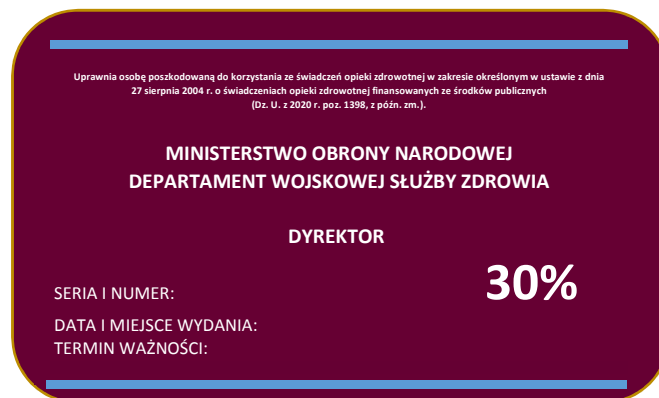 Uprawnia osobę poszkodowaną do korzystania ze świadczeń opieki zdrowotnej w zakresie określonym w ustawie z dnia
27 sierpnia 2004 r. o świadczeniach opieki zdrowotnej finansowanych ze środków publicznych
(Dz. U. z 2020 r. poz. 1398, z późn. zm.).
MINISTERSTWO OBRONY NARODOWEJ
DEPARTAMENT WOJSKOWEJ SŁUŻBY ZDROWIA
DYREKTOR
30%
SERIA I NUMER:
DATA I MIEJSCE WYDANIA:
TERMIN WAŻNOŚCI: